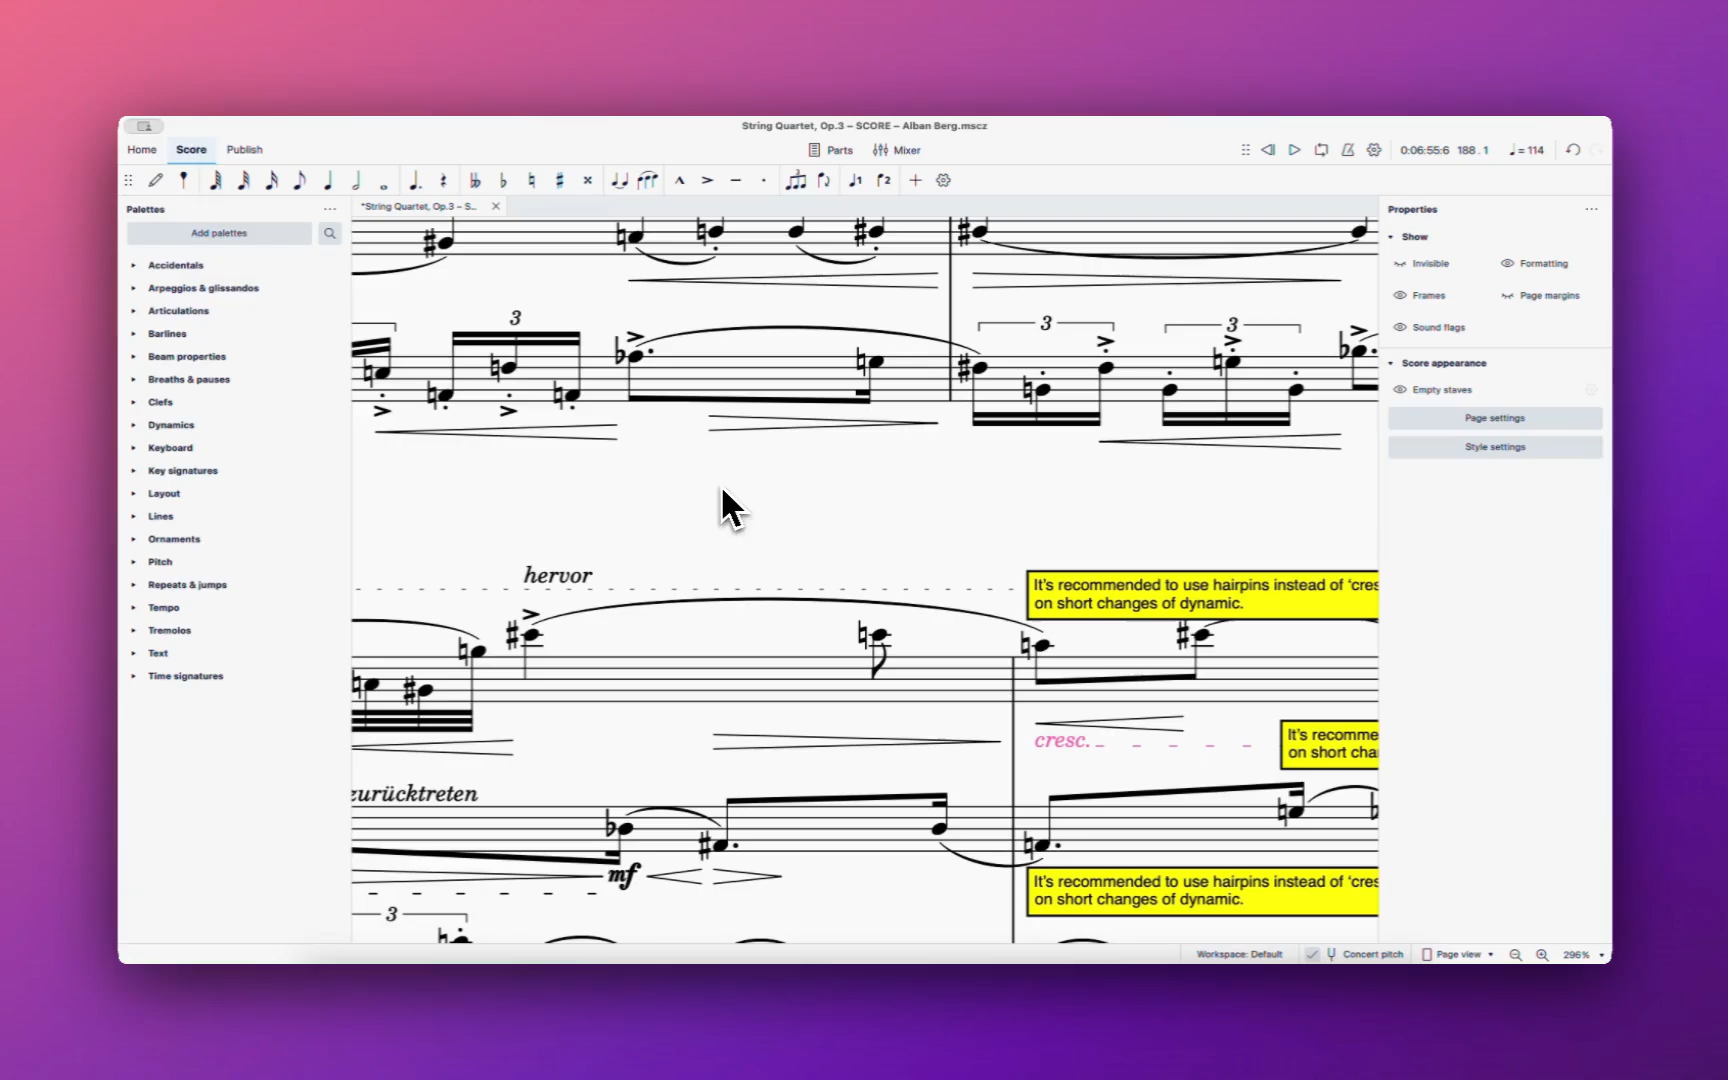 String Quartet, Op.3 – SCORE – Alban Berg.mscz
Home Score Publish
Parts Mixer
0:06:55:6 188 . 1 = 114
Palettes
*String Quartet, Op.3 – S...
Properties
Add palettes
Show
Accidentals
Invisible Formatting
Arpeggios & glissandos
Frames Page margins
Articulations
3
3
3
Sound flags
Barlines
Beam properties
Score appearance
Breaths & pauses
Empty staves
Clefs
Page settings
Dynamics
Keyboard
Style settings
Key signatures
Layout
Lines
Ornaments
Pitch
hervor
It's recommended to use hairpins instead of ‘cres
on short changes of dynamic.
Repeats & jumps
Tempo
Tremolos
Text
Time signatures
cresc.
It's recomme
on short cha
zurücktreten
mf
It's recommended to use hairpins instead of ‘cres
on short changes of dynamic.
3
Workspace: Default Concert pitch Page view 296%